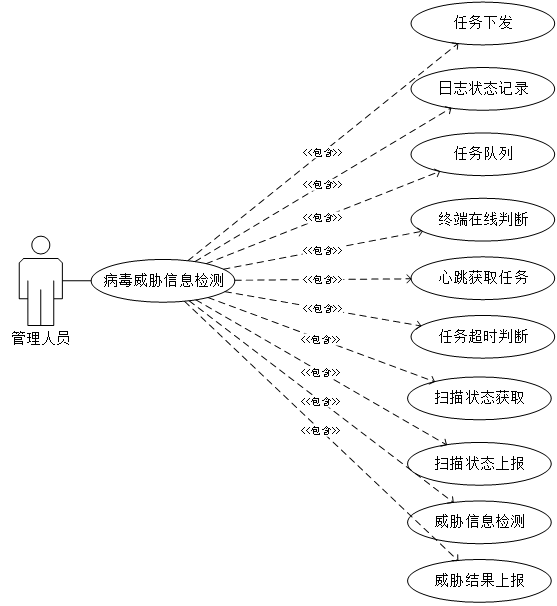 任务下发
日志状态记录
任务队列
终端在线判断
心跳获取任务
任务超时判断
扫描状态获取
扫描状态上报
威胁信息检测
威胁结果上报
<<包含>>
<<包含>>
<<包含>>
<<包含>>
<<包含>>
<<包含>>
<<包含>>
<<包含>>
<<包含>>
<<包含>>
病毒威胁信息检测
管理人员